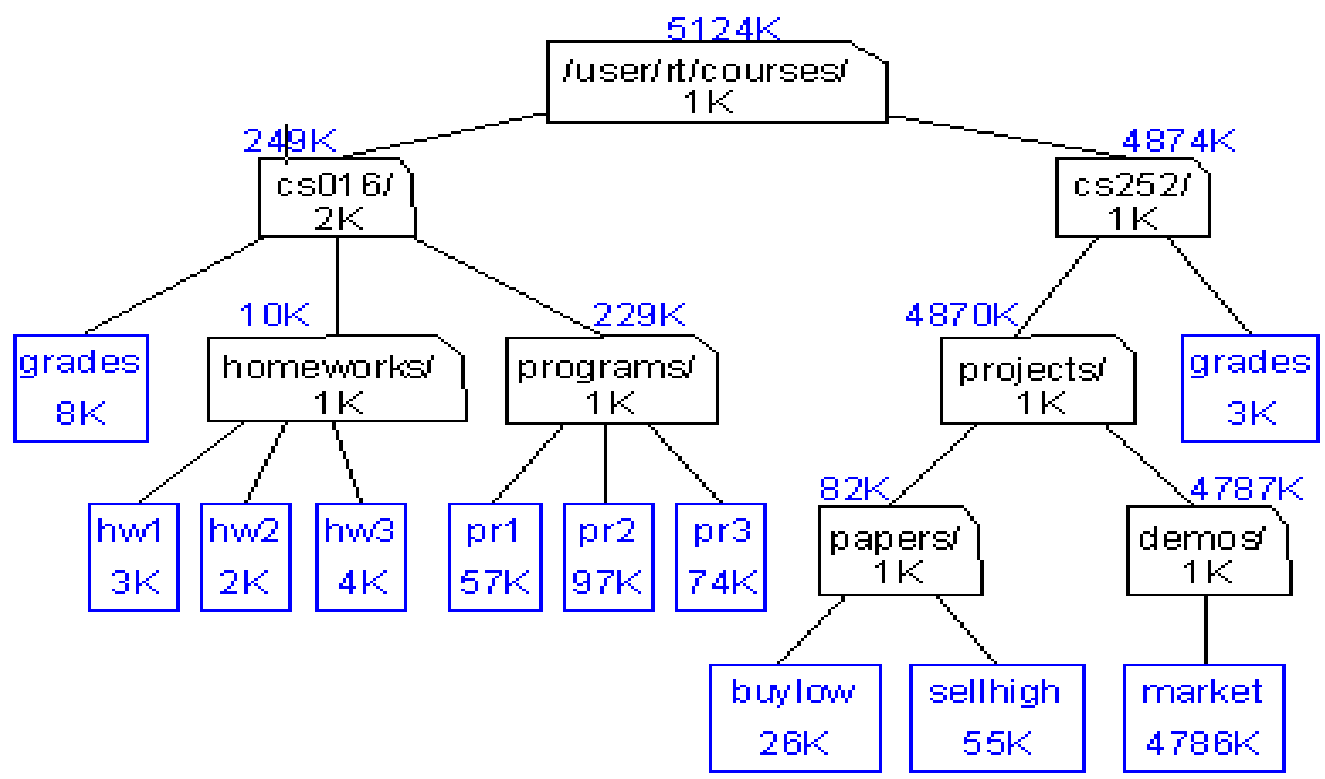 5124K
/user/rt/courses/
1K
249K
4874K
cs016/
2K
cs252/
1K
10K
229K
4870K
grades
8K
homeworks/
1K
programs/
1K
projects/
1K
grades
3K
82K
4787K
hw1
3K
hw2
2K
hw3
4K
pr1
57K
pr2
97K
pr3
74K
papers/
1K
demos/
1K
buylow
26K
sellhigh
55K
market
4786K